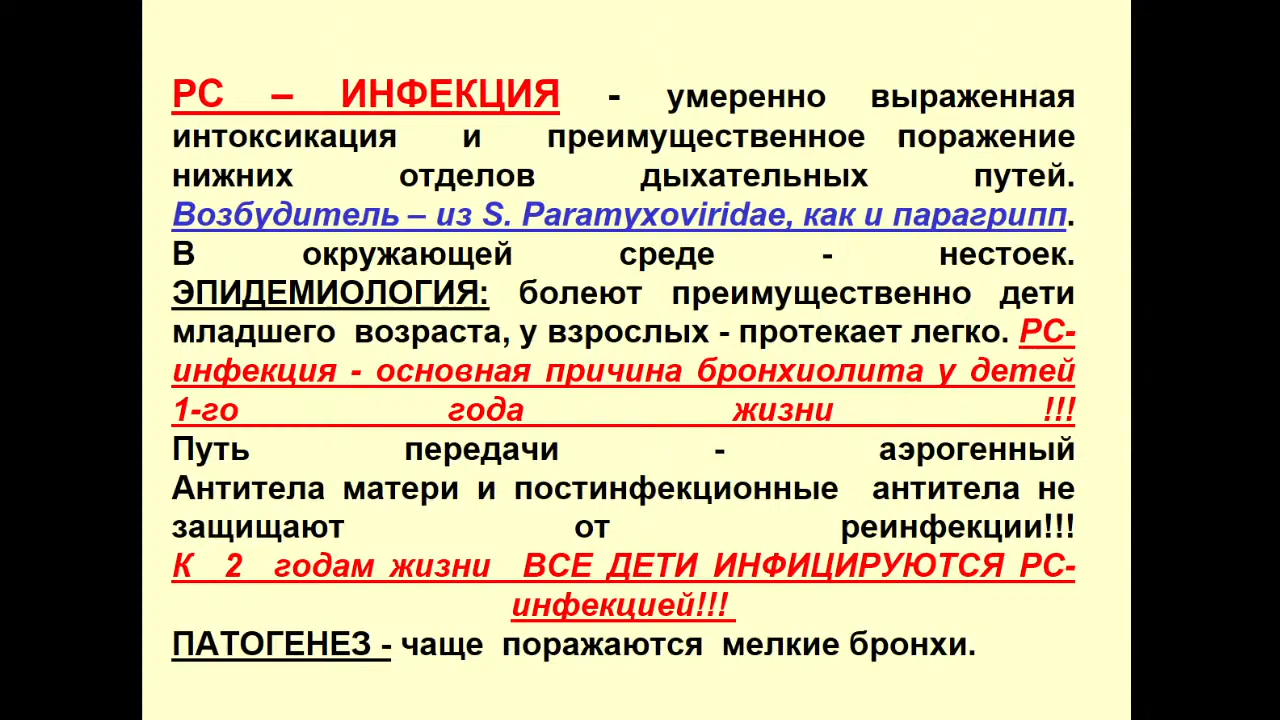 РС – ИНФЕКЦИЯ - умеренно выраженная
интоксикация и преимущественное поражение
нижних отделов дыхательных путей.
Возбудитель – из S. Paramyxoviridae, как и парагрипп.
В окружающей среде - нестоек.
ЭПИДЕМИОЛОГИЯ: болеют преимущественно дети
младшего возраста, у взрослых - протекает легко. РС-
инфекция - основная причина бронхиолита у детей
1-го года жизни !!!
Путь передачи - аэрогенный
Антитела матери и постинфекционные антитела не
защищают от реинфекции!!!
К 2 годам жизни ВСЕ ДЕТИ ИНФИЦИРУЮТСЯ РС-
инфекцией!!!
ПАТОГЕНЕЗ - чаще поражаются мелкие бронхи.